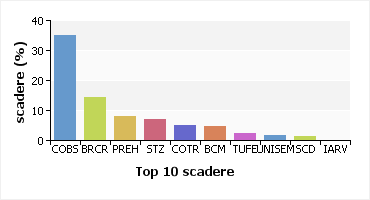 40
30
20
10
0
scadere (%)
COBS BRCR PREH STZ COTR BCM TUFE UNISEM SCD IARV
Top 10 scadere